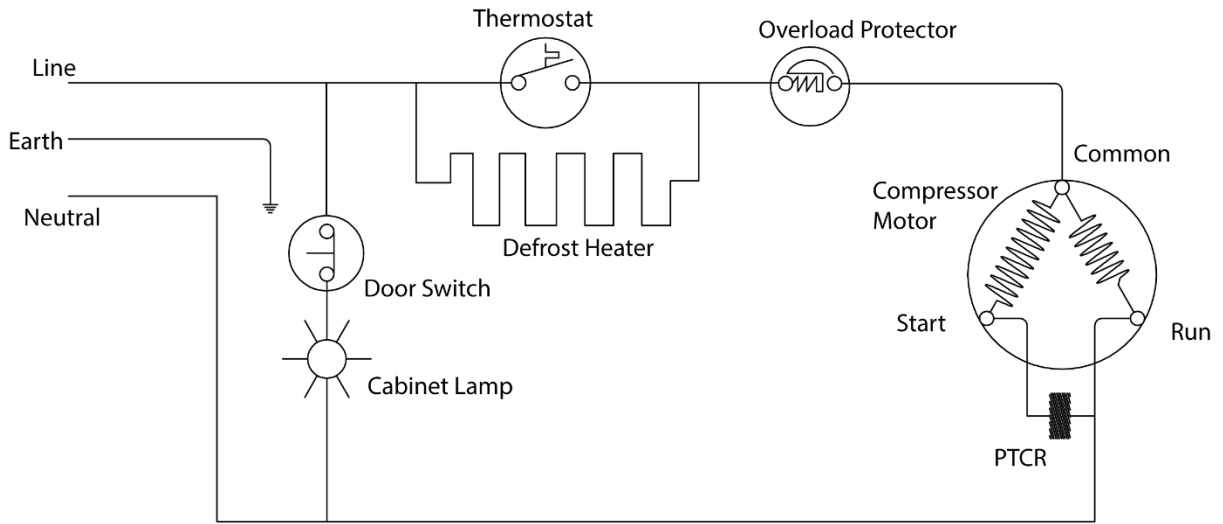 Thermostat
Overload Protector
Line
Earth
Common
Compressor
Motor
Neutral
Defrost Heater
Door Switch
Start
Run
Cabinet Lamp
PTCR